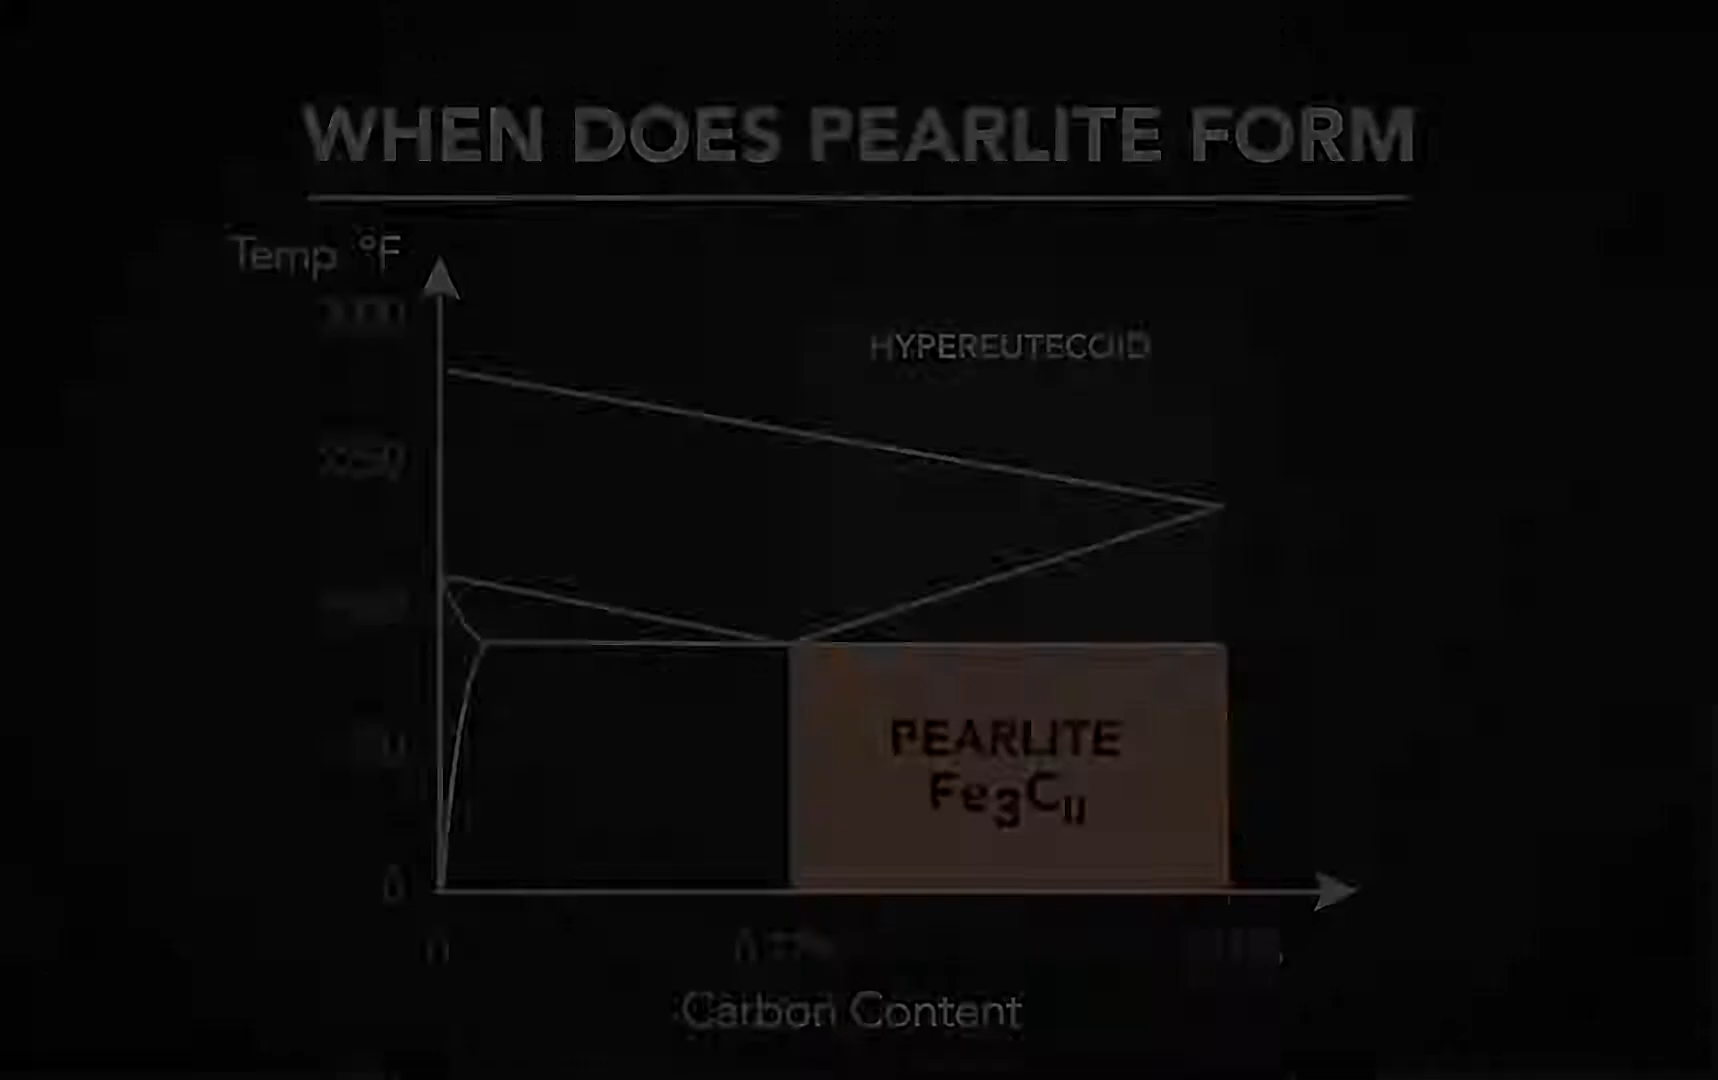 WHEN DOES PEARLITE FORM
Temp °F
HYPEREUTECOID
PEARLITE
Fe3CII
0
0
Carbon Content